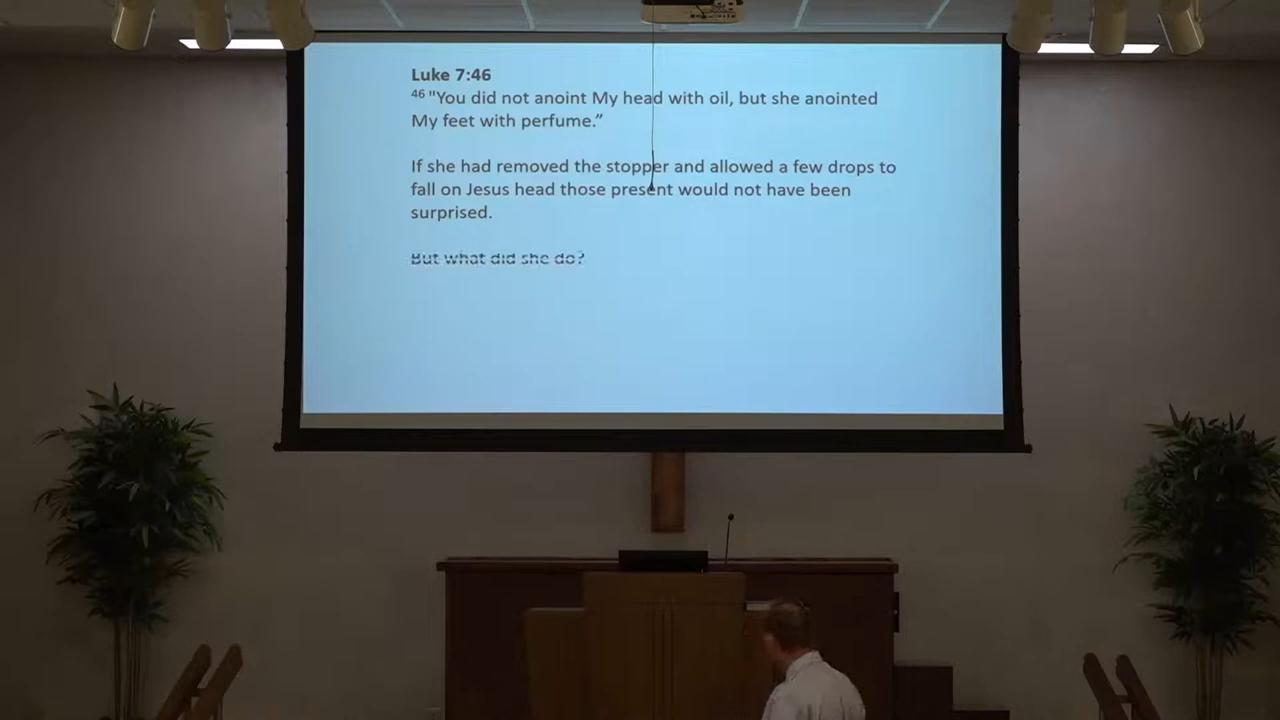 Luke 7:46
46 "You did not anoint My head with oil, but she anointed
My feet with perfume.”
If she had removed the stopper and allowed a few drops to
fall on Jesus head those present would not have been
surprised.
But what did she do?